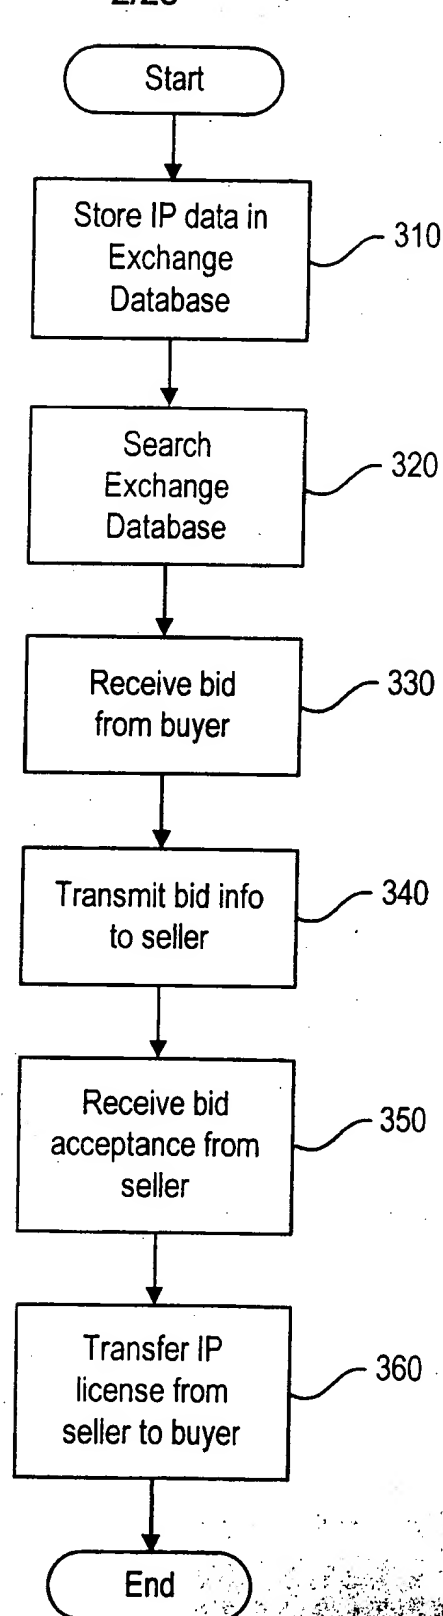 Start
Store IP data in
Exchange
Database
310
Search
Exchange
Database
320
Receive bid
from buyer
330
Transmit bid info
to seller
340
Receive bid
acceptance from
seller
350
Transfer IP
license from
seller to buyer
360
End